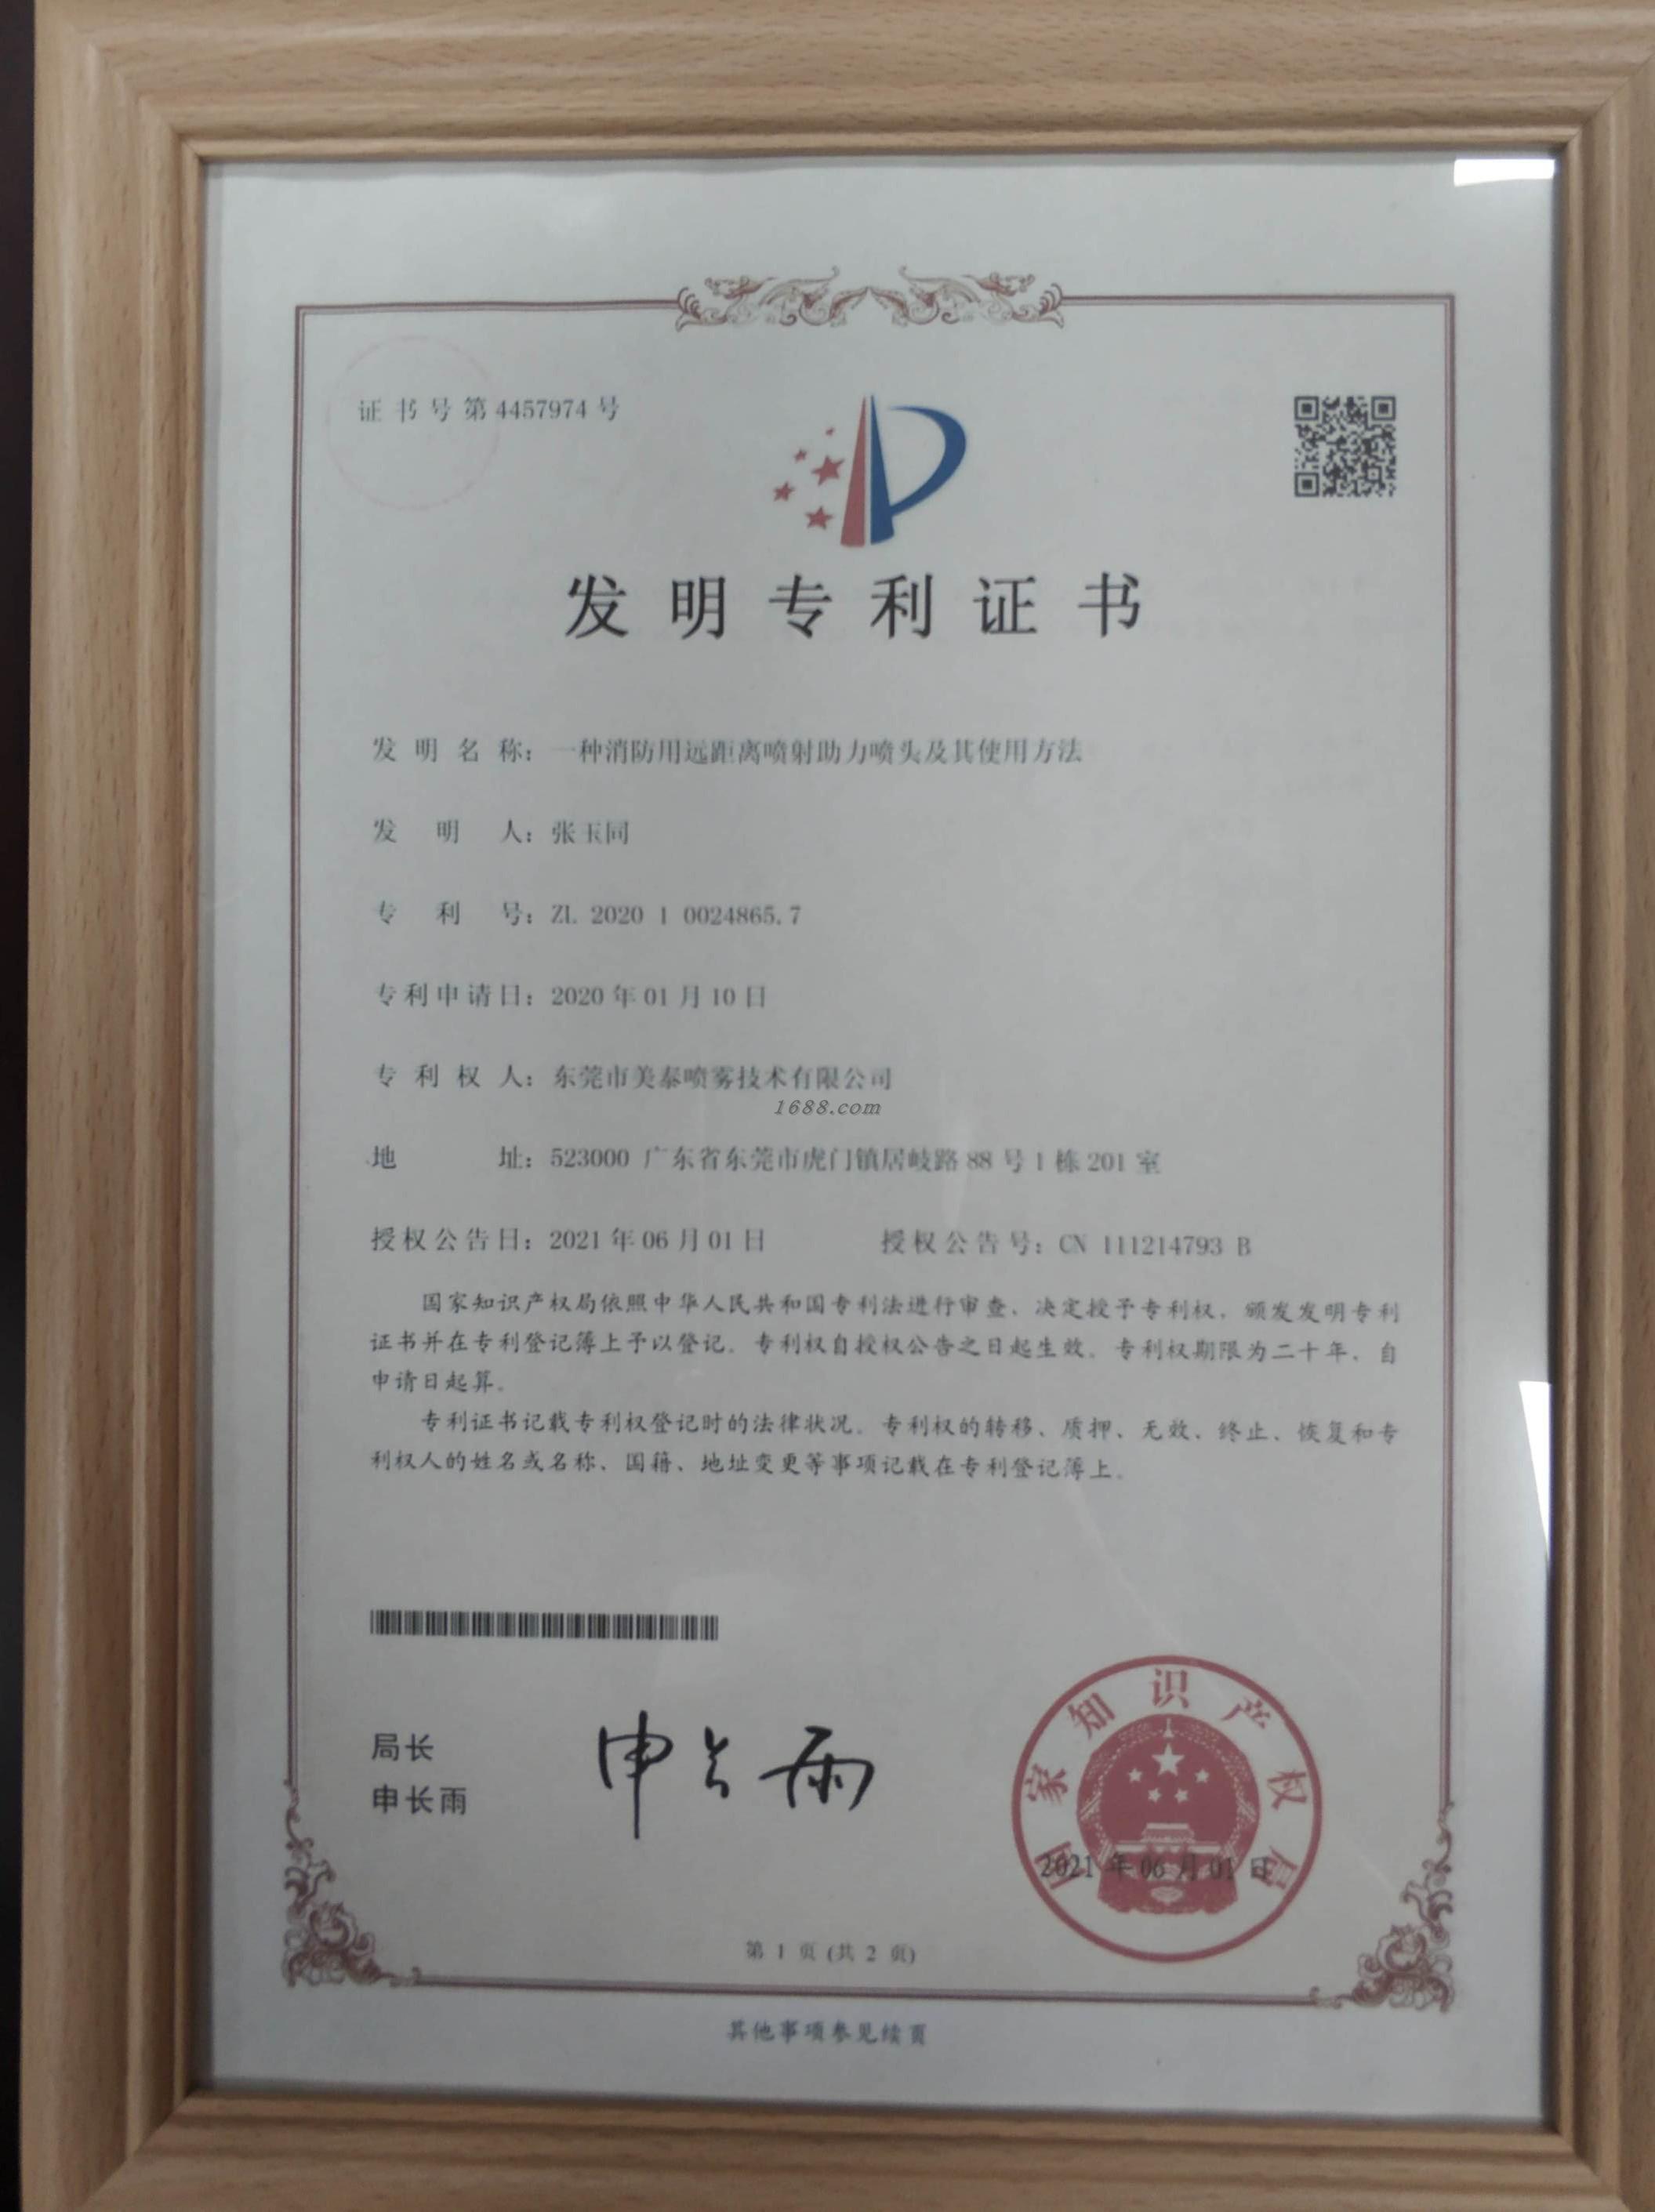 证书号第4457974号
发明专利证书
发明名称：一种消防用远距离喷射助力喷头及其使用方法
发明人：张玉同
专利号：ZL 2020 1 0024865.7
专利申请日：2020年01月10日
专利权人：东莞市美泰喷雾技术有限公司
1688.com
地址：523000 广东省东莞市虎门镇居岐路88号1栋201室
授权公告日：2021年06月01日 授权公告号：CN 111214793 B
国家知识产权局依照中华人民共和国专利法进行审查，决定授予专利权，颁发发明专利
证书并在专利登记簿上予以登记。专利权自授权公告之日起生效。专利权期限为二十年，自
申请日起算。
专利证书记载专利权登记时的法律状况。专利权的转移、质押、无效、终止、恢复和专
利权人的姓名或名称、国籍、地址变更等事项记载在专利登记簿上。
局长
申长雨
申长雨
国家知识产权局
2021年06月01日
第 1 页 (共 2 页)
其他事项参见续页